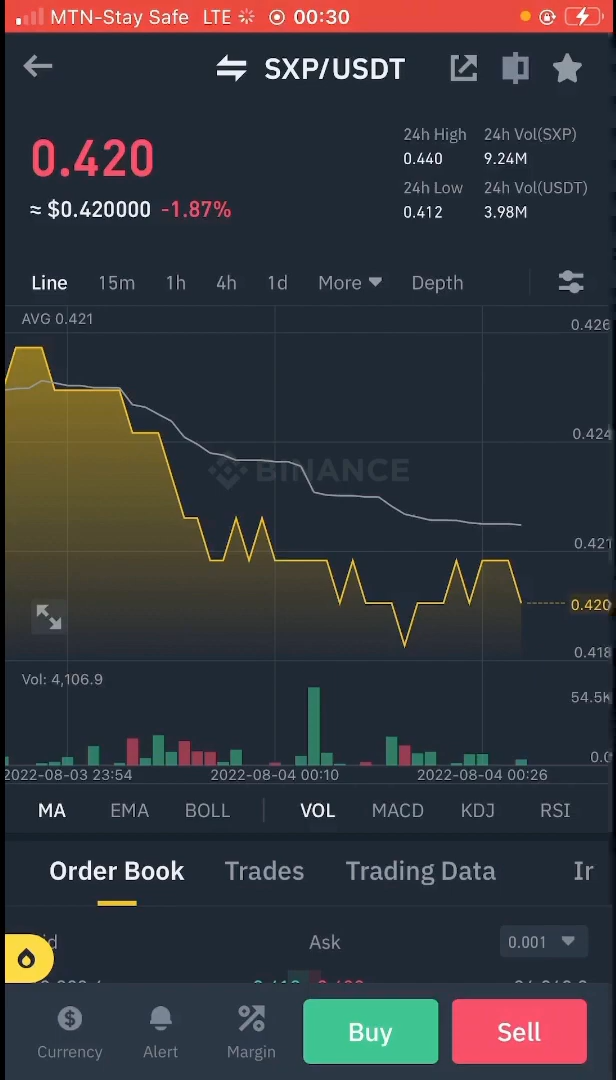 MTN-Stay Safe LTE 00:30
SXP/USDT
0.420
≈ $0.420000 -1.87%
24h High 24h Vol(SXP)
0.440 9.24M
24h Low 24h Vol(USDT)
0.412 3.98M
Line 15m 1h 4h 1d More Depth
AVG 0.421
0.426
0.424
BINANCE
0.421
0.420
0.418
Vol: 4,106.9
54.5K
0.0
2022-08-03 23:54 2022-08-04 00:10 2022-08-04 00:26
MA EMA BOLL VOL MACD KDJ RSI
Order Book Trades Trading Data
Ask 0.001
Currency Alert Margin Buy Sell